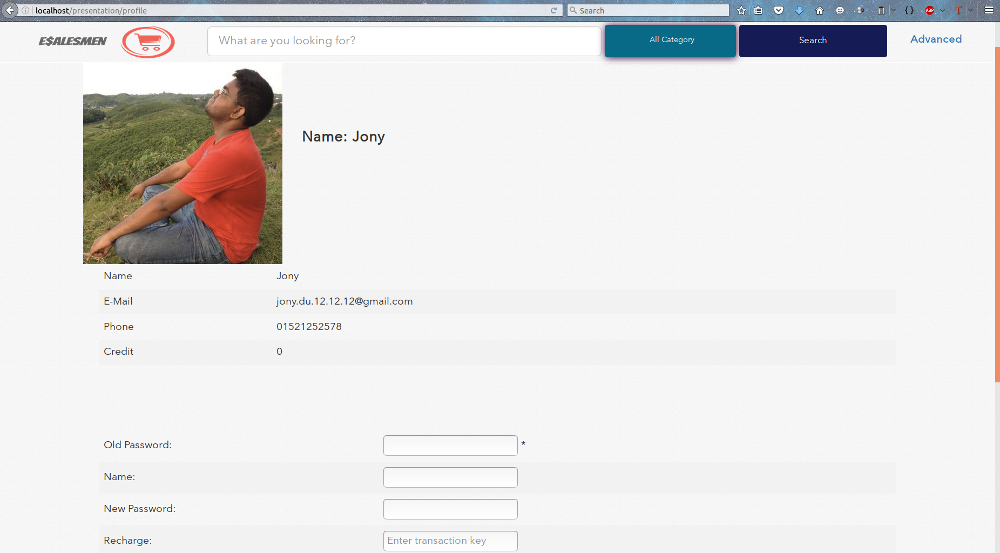 localhost/presentation/profile
Search
E$ALESMEN
What are you looking for?
All Category
Search
Advanced
Name: Jony
Name Jony
E-Mail jony.du.12.12.12@gmail.com
Phone 01521252578
Credit 0
Old Password: *
Name:
New Password:
Recharge: Enter transaction key